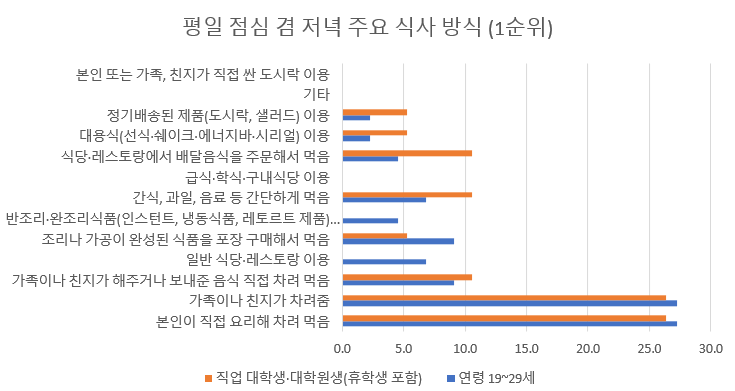 평일 점심 겸 저녁 주요 식사 방식 (1순위)
본인 또는 가족, 친지가 직접 싼 도시락 이용
기타
정기배송된 제품(도시락, 샐러드) 이용
대용식(선식·쉐이크·에너지바·시리얼) 이용
식당·레스토랑에서 배달음식을 주문해서 먹음
급식·학식·구내식당 이용
간식, 과일, 음료 등 간단하게 먹음
반조리·완조리식품(인스턴트, 냉동식품, 레토르트 제품)...
조리나 가공이 완성된 식품을 포장 구매해서 먹음
일반 식당·레스토랑 이용
가족이나 친지가 해주거나 보내준 음식 직접 차려 먹음
가족이나 친지가 차려줌
본인이 직접 요리해 차려 먹음
0.0 5.0 10.0 15.0 20.0 25.0 30.0
직업 대학생·대학원생(휴학생 포함) 연령 19~29세